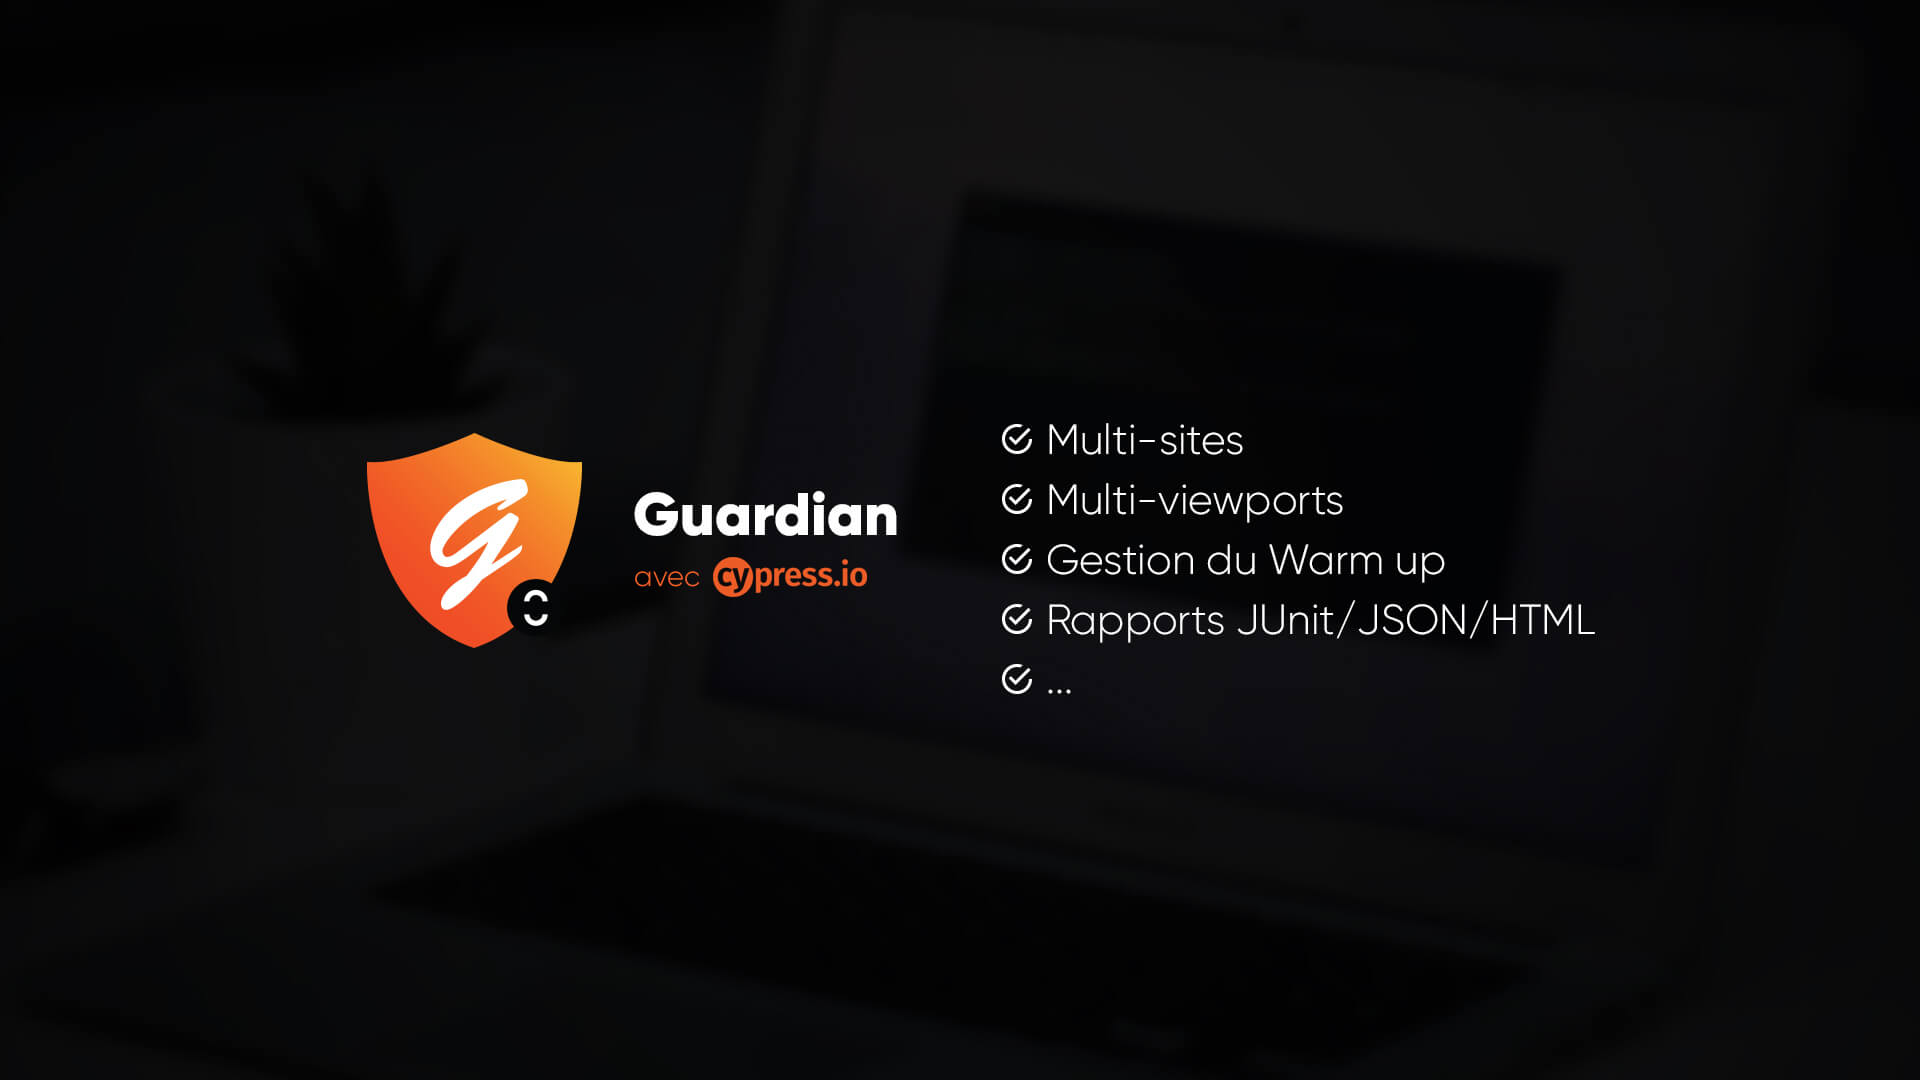 G
Guardian
avec cypress.io
Multi-sites
Multi-viewports
Gestion du Warm up
Rapports JUnit/JSON/HTML
...